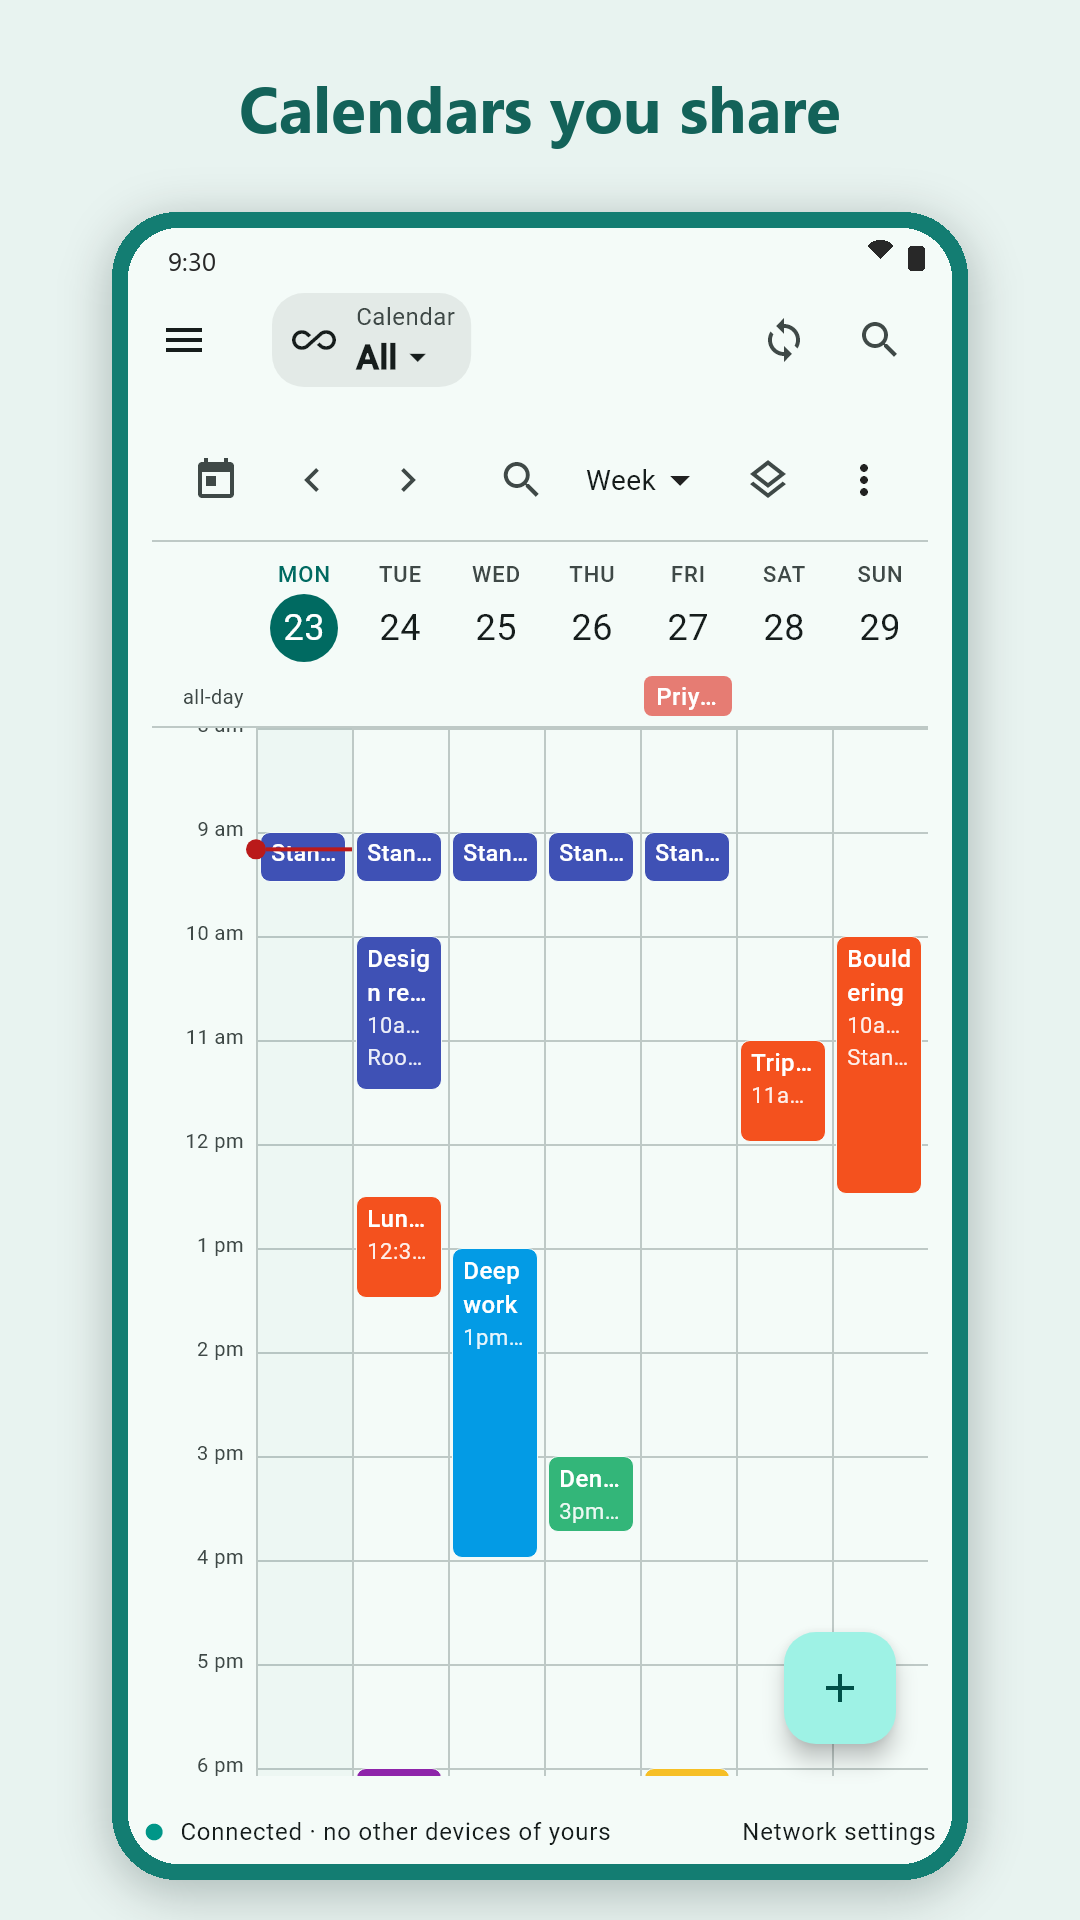 Calendars you share
9:30
Calendar
All
Week
MON TUE WED THU FRI SAT SUN
23 24 25 26 27 28 29
all-day
Priy…
9 am
Stan… Stan… Stan… Stan… Stan…
10 am
Desig
n re…
10a…
Roo…
Bould
ering
10a…
Stan…
11 am
Trip…
11a…
12 pm
Lun…
12:3…
1 pm
Deep
work
1pm…
2 pm
3 pm
Den…
3pm…
4 pm
5 pm
6 pm
Connected · no other devices of yours
Network settings